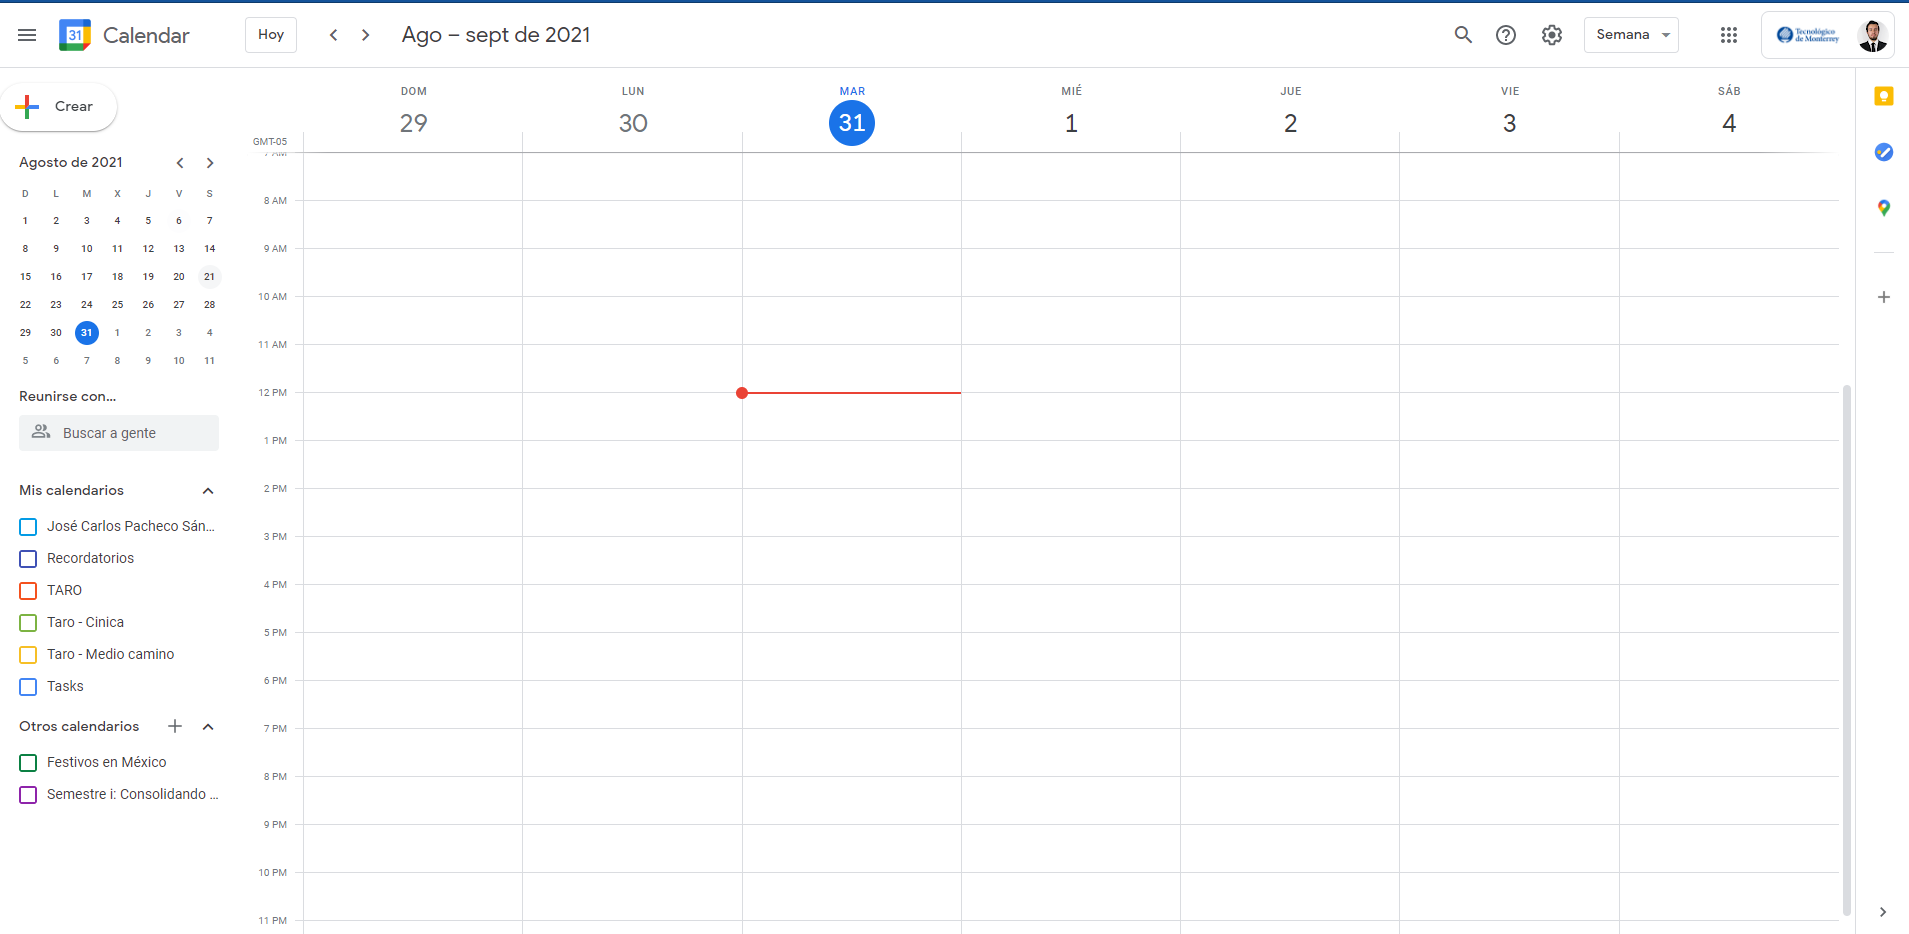 31 Calendar Hoy Ago – sept de 2021 Semana Tecnológico de Monterrey
Crear
Agosto de 2021
D L M X J V S
1 2 3 4 5 6 7
8 9 10 11 12 13 14
15 16 17 18 19 20 21
22 23 24 25 26 27 28
29 30 31 1 2 3 4
5 6 7 8 9 10 11
Reunirse con...
Buscar a gente
Mis calendarios
José Carlos Pacheco Sán...
Recordatorios
TARO
Taro - Cinica
Taro - Medio camino
Tasks
Otros calendarios
Festivos en México
Semestre i: Consolidando ...
DOM LUN MAR MIÉ JUE VIE SÁB
29 30 31 1 2 3 4
GMT-05
7 AM
8 AM
9 AM
10 AM
11 AM
12 PM
1 PM
2 PM
3 PM
4 PM
5 PM
6 PM
7 PM
8 PM
9 PM
10 PM
11 PM